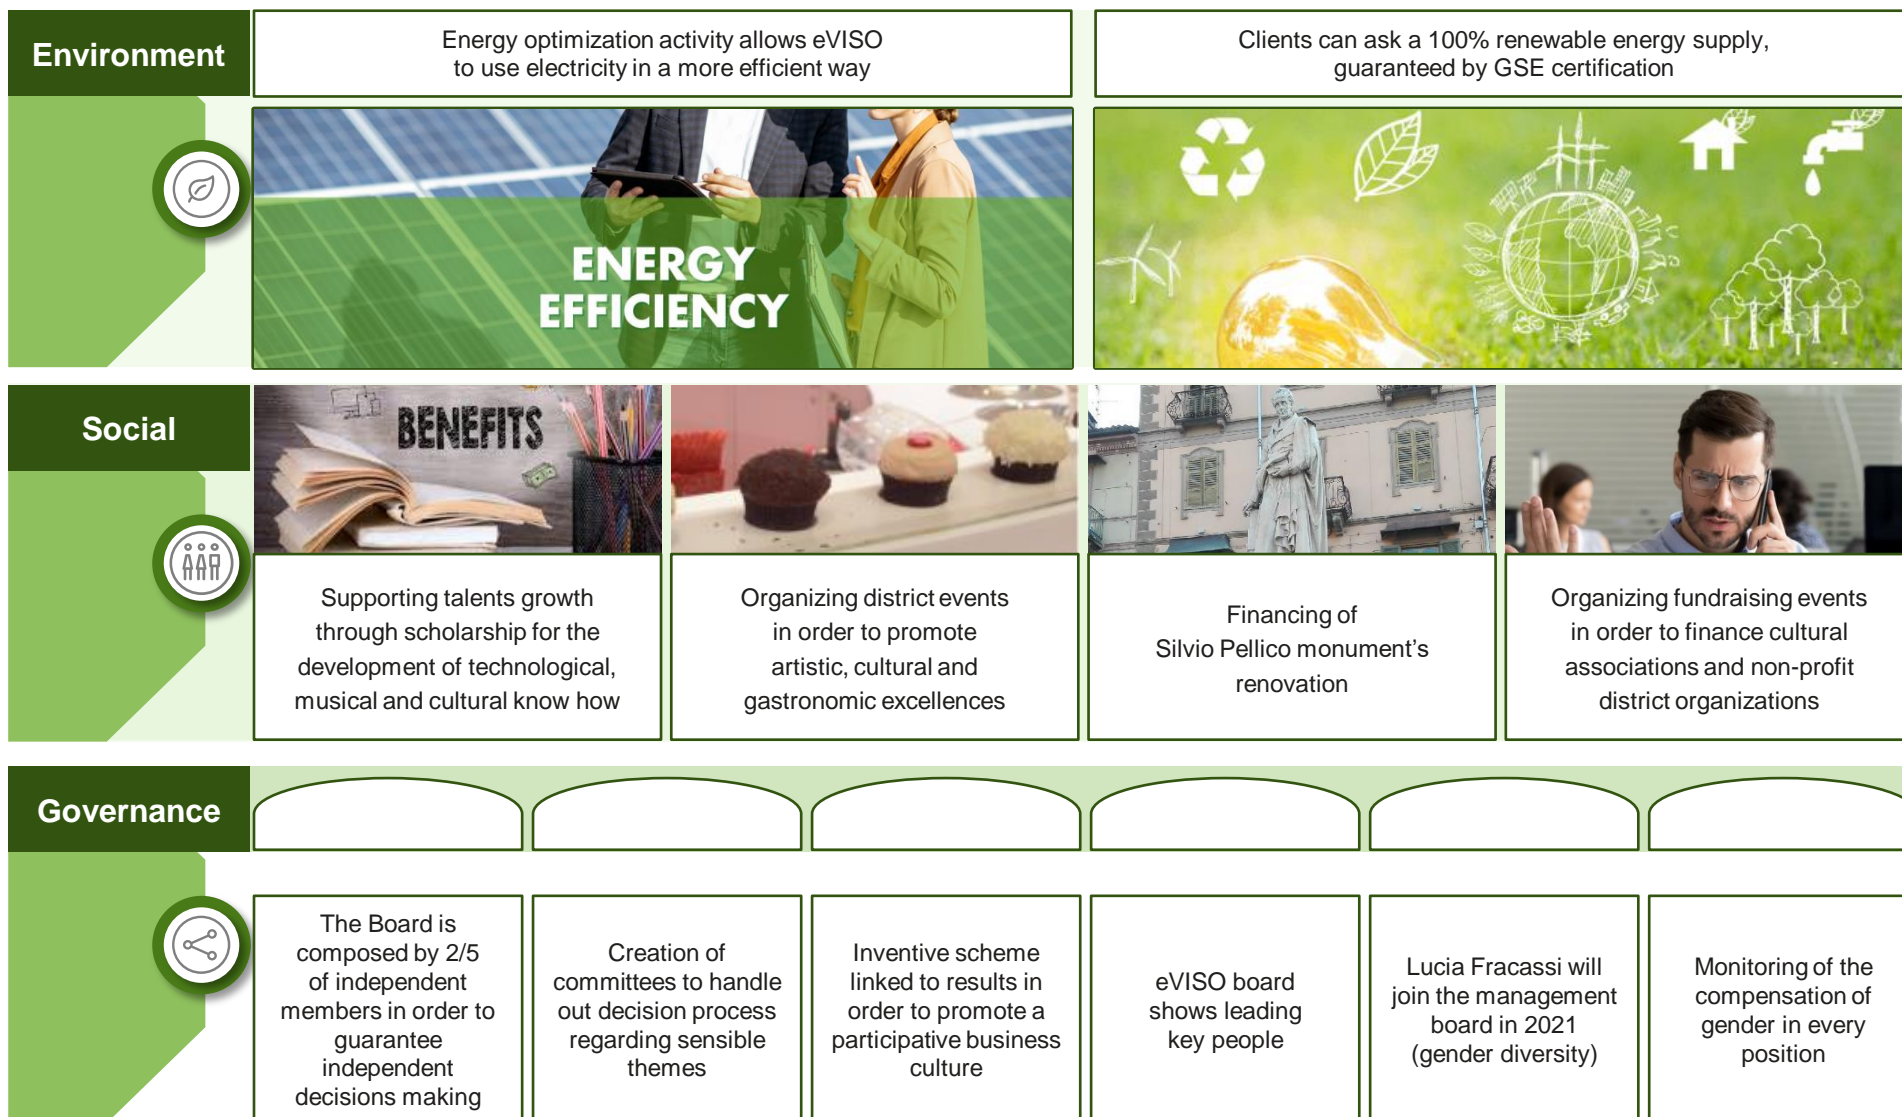 Environment
Energy optimization activity allows eVISO
to use electricity in a more efficient way
Clients can ask a 100% renewable energy supply,
guaranteed by GSE certification
ENERGY
EFFICIENCY
Social
BENEFITS
Supporting talents growth
through scholarship for the
development of technological,
musical and cultural know how
Organizing district events
in order to promote
artistic, cultural and
gastronomic excellences
Financing of
Silvio Pellico monument's
renovation
Organizing fundraising events
in order to finance cultural
associations and non-profit
district organizations
Governance
The Board is
composed by 2/5
of independent
members in order to
guarantee
independent
decisions making
Creation of
committees to handle
out decision process
regarding sensible
themes
Inventive scheme
linked to results in
order to promote a
participative business
culture
eVISO board
shows leading
key people
Lucia Fracassi will
join the management
board in 2021
(gender diversity)
Monitoring of the
compensation of
gender in every
position